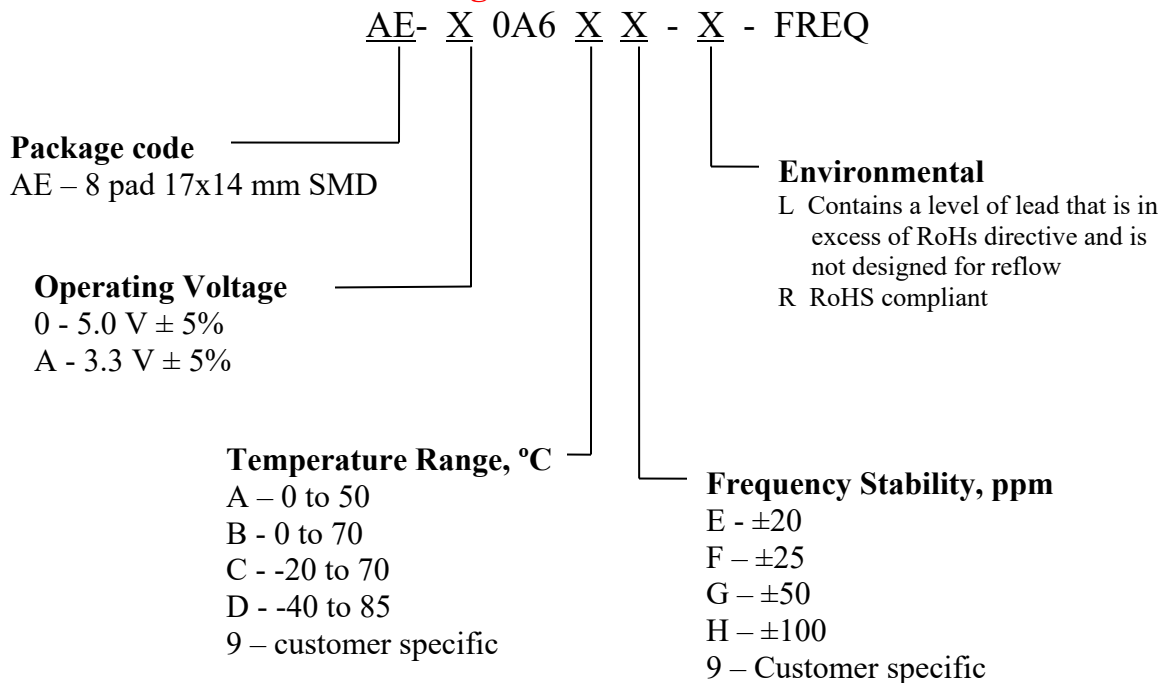 AE- X 0A6 X X - X - FREQ
Package code
AE – 8 pad 17x14 mm SMD
Environmental
L Contains a level of lead that is in
excess of RoHs directive and is
not designed for reflow
R RoHS compliant
Operating Voltage
0 - 5.0 V ± 5%
A - 3.3 V ± 5%
Temperature Range, ºC
A – 0 to 50
B - 0 to 70
C - -20 to 70
D - -40 to 85
9 – customer specific
Frequency Stability, ppm
E - ±20
F – ±25
G – ±50
H – ±100
9 – Customer specific